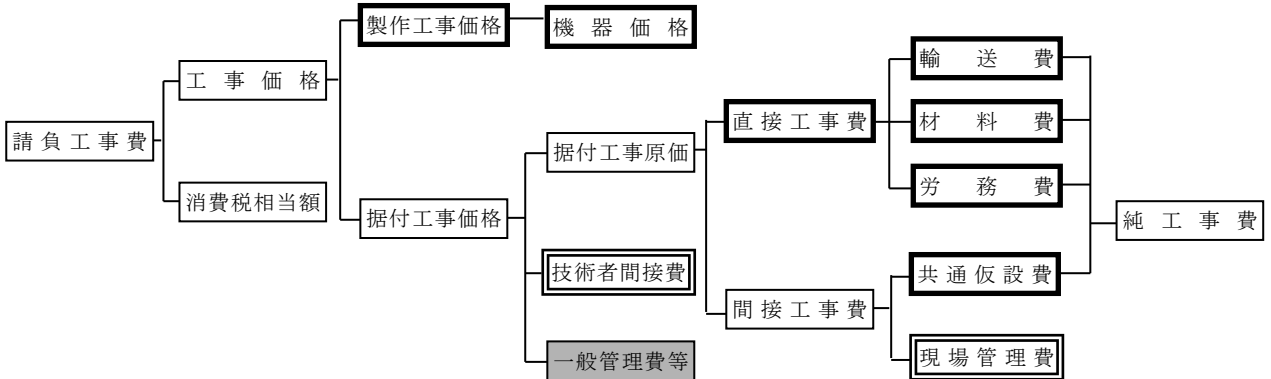 請負工事費
工事価格
消費税相当額
製作工事価格
機器価格
据付工事価格
据付工事原価
技術者間接費
一般管理費等
直接工事費
間接工事費
輸送費
材料費
労務費
共通仮設費
現場管理費
純工事費